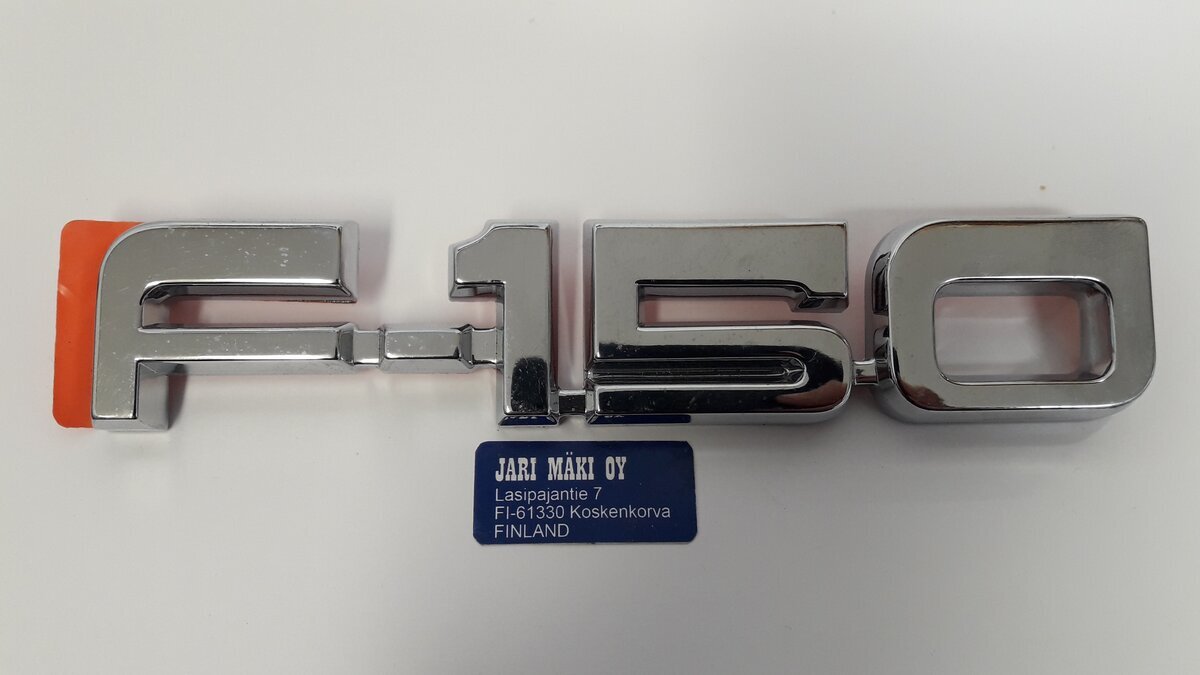 F-150
JARI MÄKI OY
Lasipajantie 7
FI-61330 Koskenkorva
FINLAND